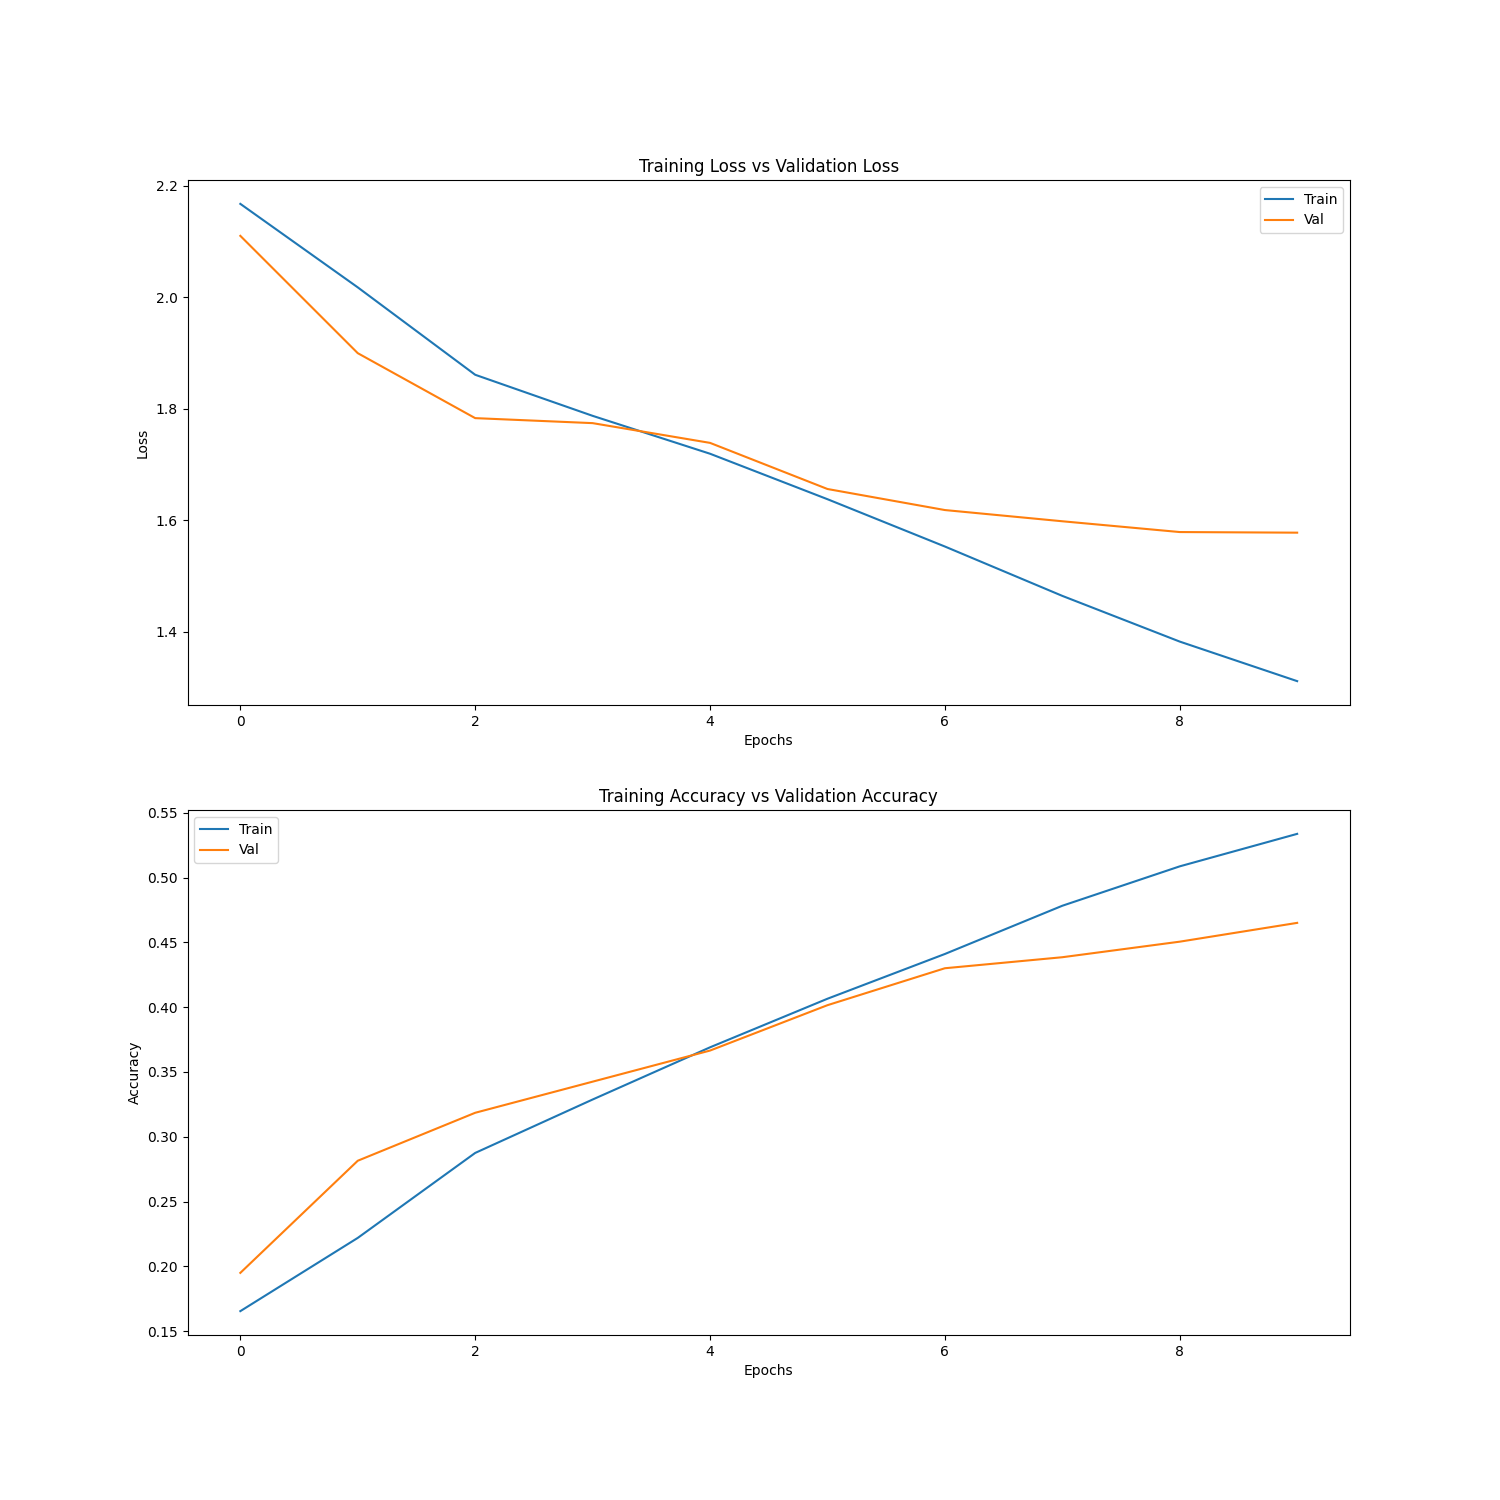 Training Loss vs Validation Loss
2.2
2.0
1.8
1.6
1.4
Loss
Train
Val
0 2 4 6 8
Epochs
Training Accuracy vs Validation Accuracy
0.55
0.50
0.45
0.40
0.35
0.30
0.25
0.20
0.15
Accuracy
Train
Val
0 2 4 6 8
Epochs